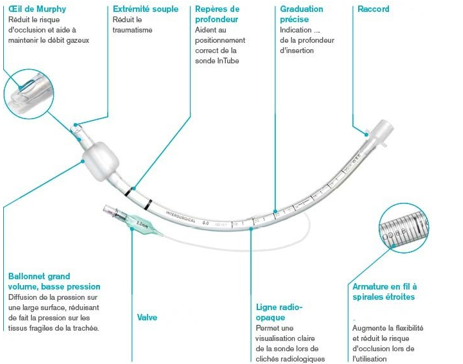 Œil de Murphy
Réduit le risque
d'occlusion et aide à
maintenir le débit gazeux
Extrémité souple
Réduit le
traumatisme
Repères de
profondeur
Aident au
positionnement
correct de la
sonde InTube
Graduation
précise
Indication ...
de la profondeur
d'insertion
Raccord
Ballonnet grand
volume, basse pression
Diffusion de la pression sur
une large surface, réduisant
de fait la pression sur les
tissus fragiles de la trachée.
Valve
Ligne radio-
opaque
Permet une
visualisation claire
de la sonde lors de
clichés radiologiques
Armature en fil à
spirales étroites
.
Augmente la flexibilité
et réduit le risque
d'occlusion lors de
l'utilisation